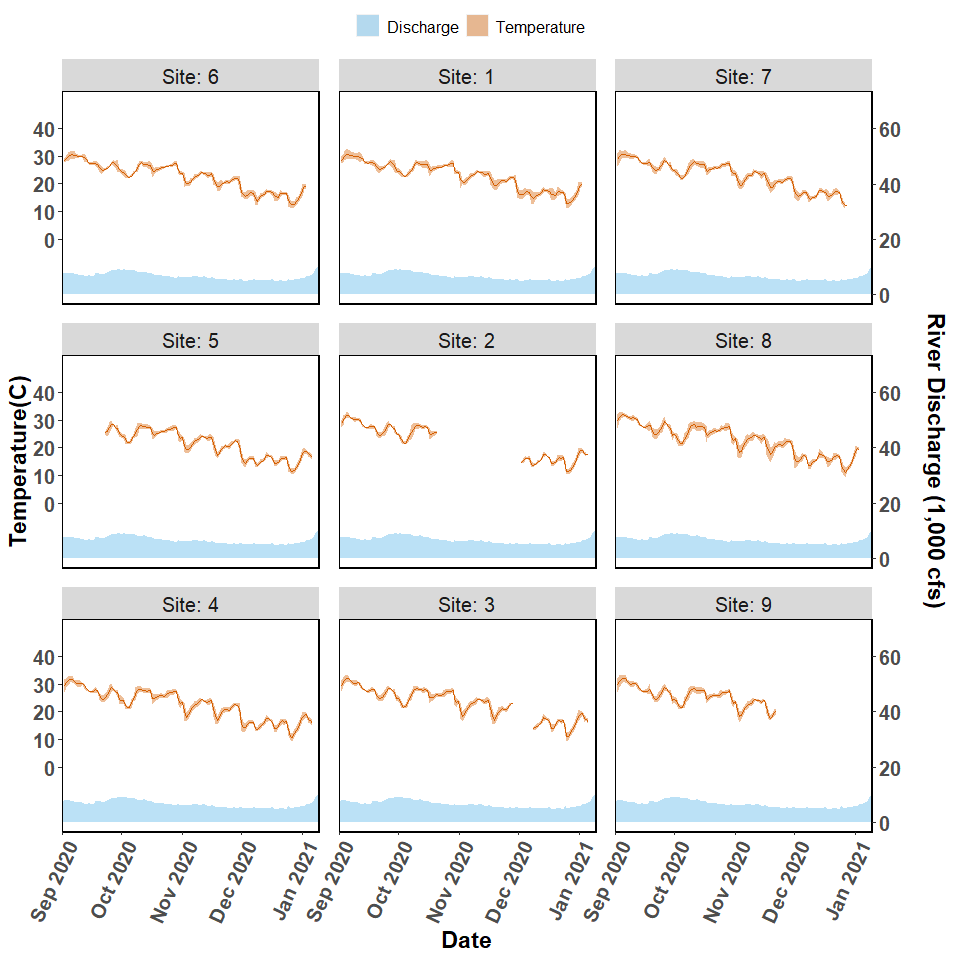 Discharge Temperature
Site: 6
Site: 1
Site: 7
40
30
20
10
0
60
40
20
0
Site: 5
Site: 2
Site: 8
40
30
20
10
0
60
40
20
0
Temperature(C)
River Discharge (1,000 cfs)
Site: 4
Site: 3
Site: 9
40
30
20
10
0
60
40
20
0
Sep 2020
Oct 2020
Nov 2020
Dec 2020
Jan 2021
Sep 2020
Oct 2020
Nov 2020
Dec 2020
Jan 2021
Sep 2020
Oct 2020
Nov 2020
Dec 2020
Jan 2021
Date